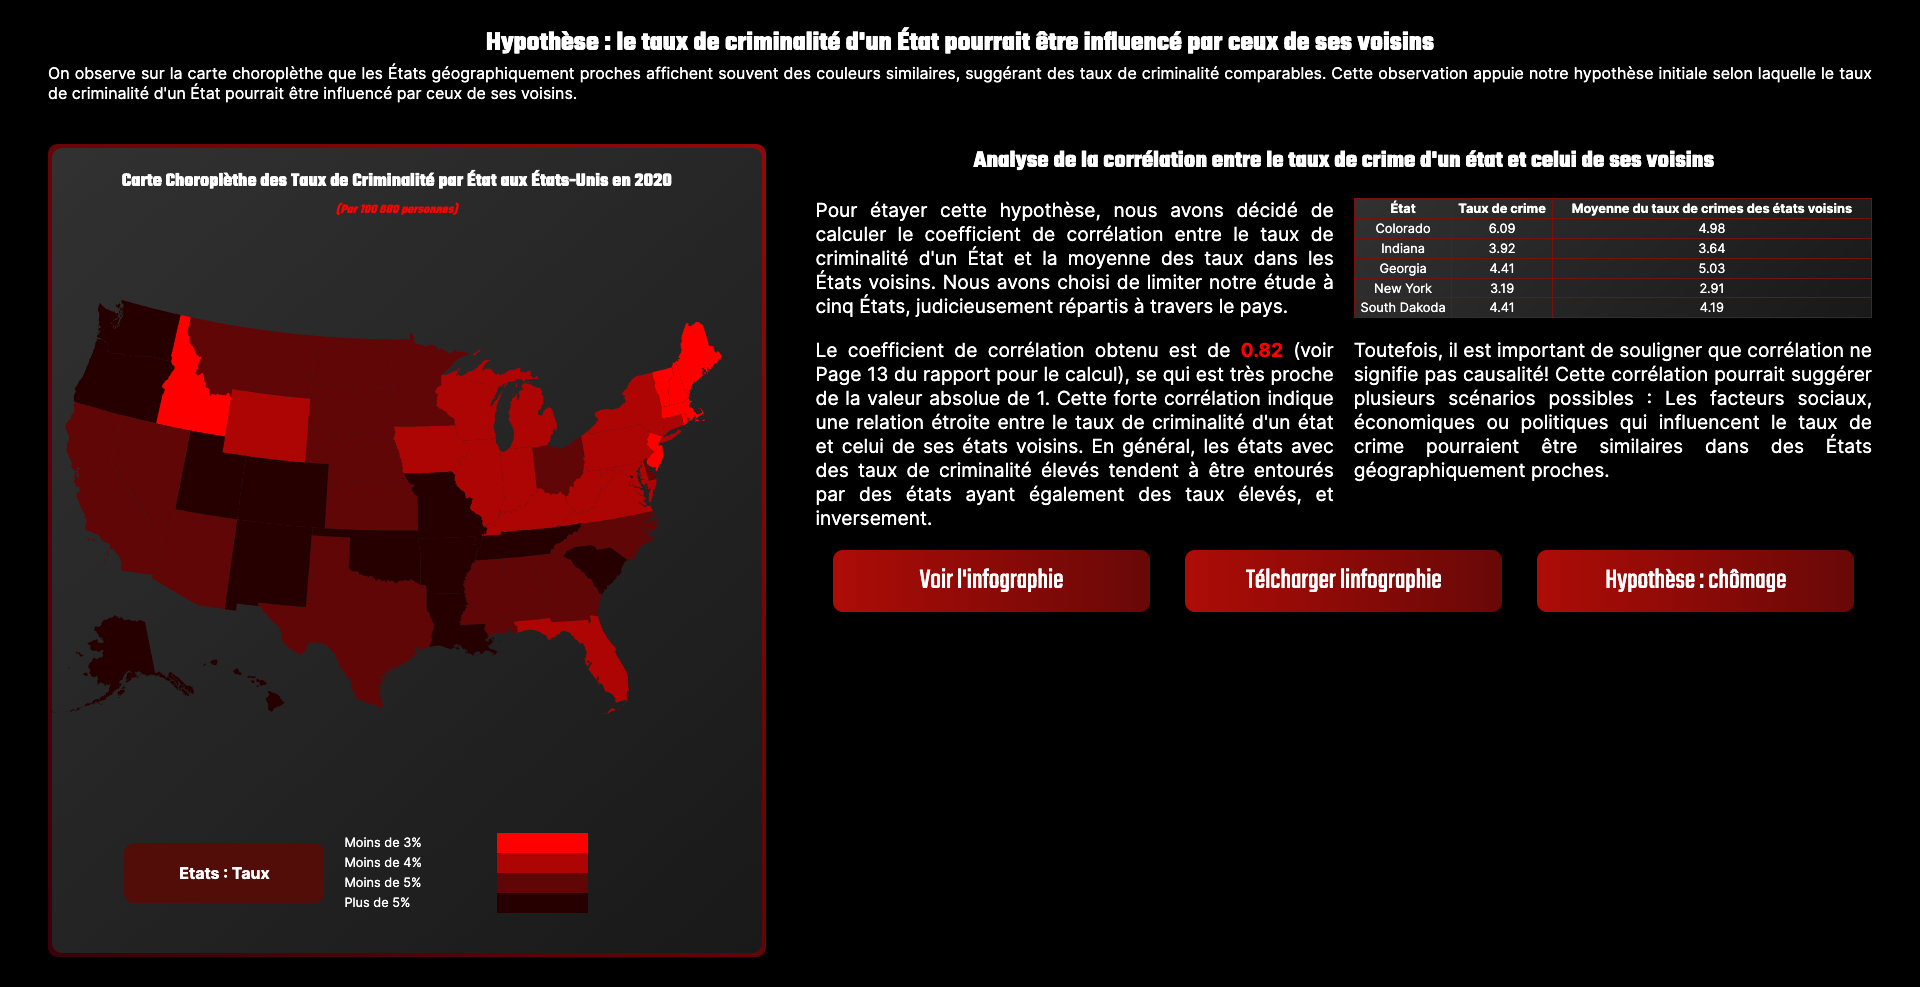 Hypothèse : le taux de criminalité d'un État pourrait être influencé par ceux de ses voisins
On observe sur la carte choroplèthe que les États géographiquement proches affichent souvent des couleurs similaires, suggérant des taux de criminalité comparables. Cette observation appuie notre hypothèse initiale selon laquelle le taux
de criminalité d'un État pourrait être influencé par ceux de ses voisins.
Carte Choroplèthe des Taux de Criminalité par État aux États-Unis en 2020
(Par 100 000 personnes)
Etats : Taux
Moins de 3%
Moins de 4%
Moins de 5%
Plus de 5%
Analyse de la corrélation entre le taux de crime d'un état et celui de ses voisins
Pour étayer cette hypothèse, nous avons décidé de
calculer le coefficient de corrélation entre le taux de
criminalité d'un État et la moyenne des taux dans les
États voisins. Nous avons choisi de limiter notre étude à
cinq États, judicieusement répartis à travers le pays.
État Taux de crime Moyenne du taux de crimes des états voisins
Colorado 6.09 4.98
Indiana 3.92 3.64
Georgia 4.41 5.03
New York 3.19 2.91
South Dakoda 4.41 4.19
Le coefficient de corrélation obtenu est de 0.82 (voir
Page 13 du rapport pour le calcul), se qui est très proche
de la valeur absolue de 1. Cette forte corrélation indique
une relation étroite entre le taux de criminalité d'un état
et celui de ses états voisins. En général, les états avec
des taux de criminalité élevés tendent à être entourés
par des états ayant également des taux élevés, et
inversement.
Toutefois, il est important de souligner que corrélation ne
signifie pas causalité! Cette corrélation pourrait suggérer
plusieurs scénarios possibles : Les facteurs sociaux,
économiques ou politiques qui influencent le taux de
crime pourraient être similaires dans des États
géographiquement proches.
Voir l'infographie
Télcharger linfographie
Hypothèse : chômage